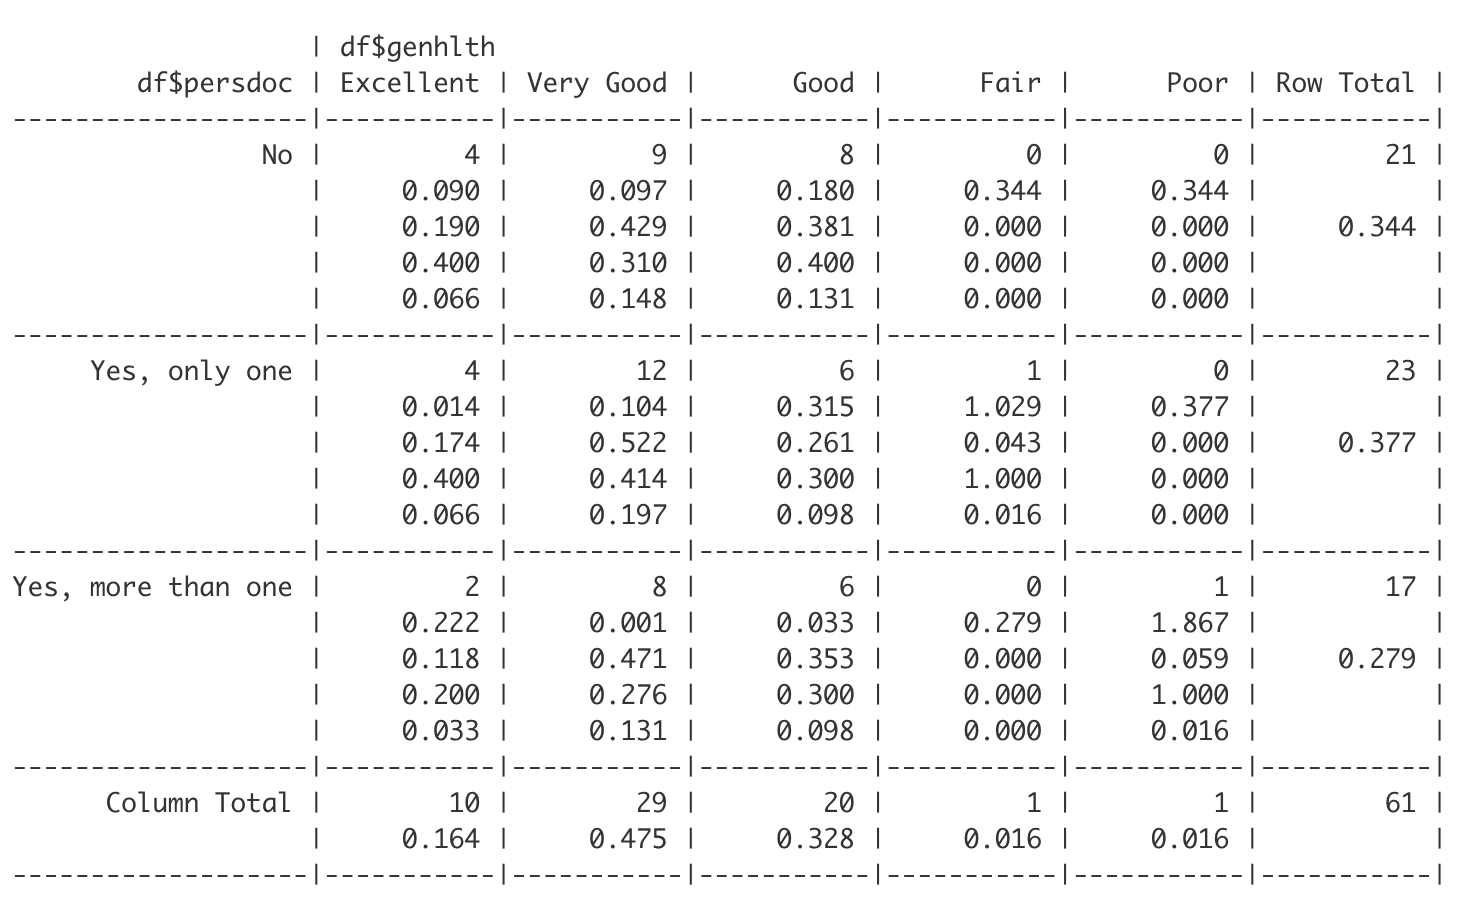 | df$genhlth
        df$persdoc | Excellent | Very Good |      Good |      Fair |      Poor | Row Total |
-------------------|-----------|-----------|-----------|-----------|-----------|-----------|
                No |         4 |         9 |         8 |         0 |         0 |        21 |
                   |     0.090 |     0.097 |     0.180 |     0.344 |     0.344 |           |
                   |     0.190 |     0.429 |     0.381 |     0.000 |     0.000 |     0.344 |
                   |     0.400 |     0.310 |     0.400 |     0.000 |     0.000 |           |
                   |     0.066 |     0.148 |     0.131 |     0.000 |     0.000 |           |
-------------------|-----------|-----------|-----------|-----------|-----------|-----------|
     Yes, only one |         4 |        12 |         6 |         1 |         0 |        23 |
                   |     0.014 |     0.104 |     0.315 |     1.029 |     0.377 |           |
                   |     0.174 |     0.522 |     0.261 |     0.043 |     0.000 |     0.377 |
                   |     0.400 |     0.414 |     0.300 |     1.000 |     0.000 |           |
                   |     0.066 |     0.197 |     0.098 |     0.016 |     0.000 |           |
-------------------|-----------|-----------|-----------|-----------|-----------|-----------|
Yes, more than one |         2 |         8 |         6 |         0 |         1 |        17 |
                   |     0.222 |     0.001 |     0.033 |     0.279 |     1.867 |           |
                   |     0.118 |     0.471 |     0.353 |     0.000 |     0.059 |     0.279 |
                   |     0.200 |     0.276 |     0.300 |     0.000 |     1.000 |           |
                   |     0.033 |     0.131 |     0.098 |     0.000 |     0.016 |           |
-------------------|-----------|-----------|-----------|-----------|-----------|-----------|
      Column Total |        10 |        29 |        20 |         1 |         1 |        61 |
                   |     0.164 |     0.475 |     0.328 |     0.016 |     0.016 |           |
-------------------|-----------|-----------|-----------|-----------|-----------|-----------|